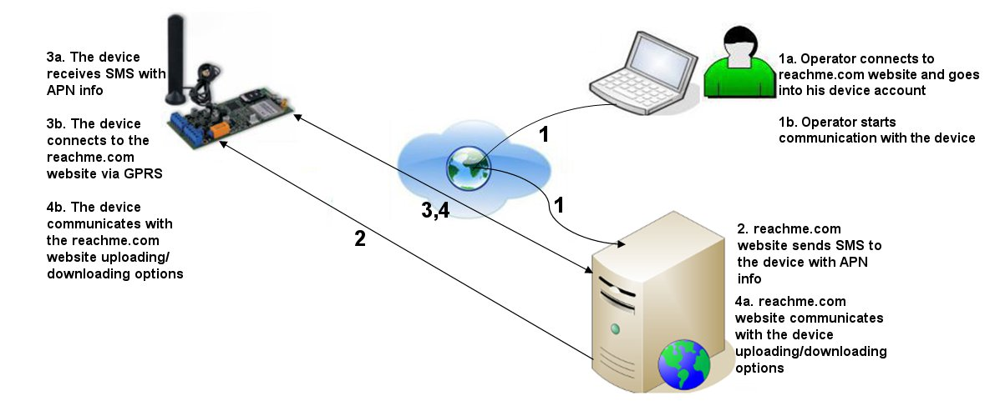 3a. The device
receives SMS with
APN info
3b. The device
connects to the
reachme.com
website via GPRS
4b. The device
communicates with
the reachme.com
website uploading/
downloading options
1a. Operator connects to
reachme.com website and goes
into his device account
1b. Operator starts
communication with the device
1
1
3,4
2
2. reachme.com
website sends SMS to
the device with APN
info
4a. reachme.com
website communicates
with the device
uploading/downloading
options